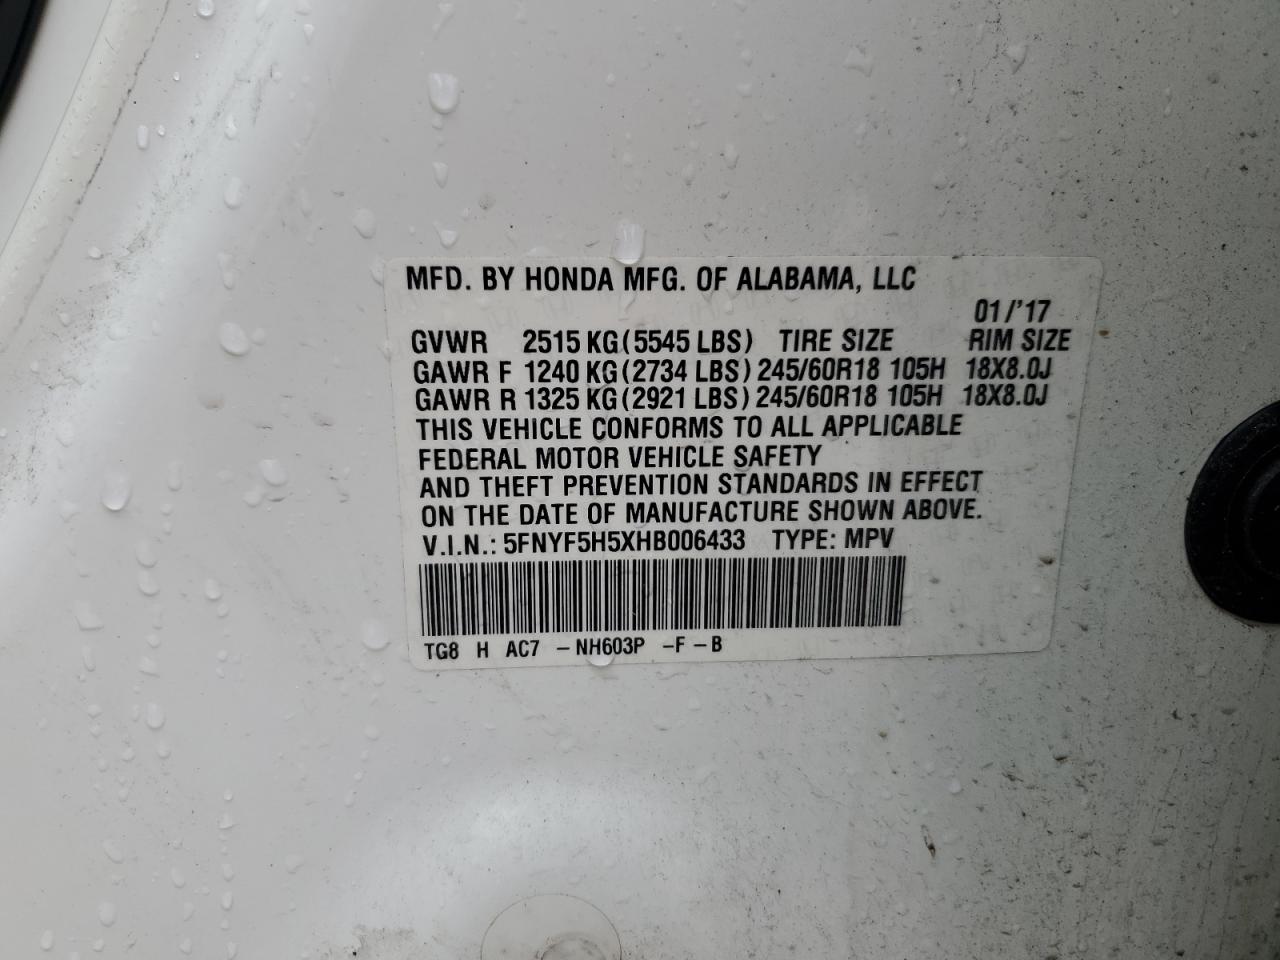 MFD. BY HONDA MFG. OF ALABAMA, LLC
01/'17
GVWR 2515 KG(5545 LBS) TIRE SIZE RIM SIZE
GAWR F 1240 KG(2734 LBS) 245/60R18 105H 18X8.0J
GAWR R 1325 KG(2921 LBS) 245/60R18 105H 18X8.0J
THIS VEHICLE CONFORMS TO ALL APPLICABLE
FEDERAL MOTOR VEHICLE SAFETY
AND THEFT PREVENTION STANDARDS IN EFFECT
ON THE DATE OF MANUFACTURE SHOWN ABOVE.
V.I.N.: 5FNYF5H5XHB006433 TYPE: MPV
TG8 H AC7 – NH603P –F – B